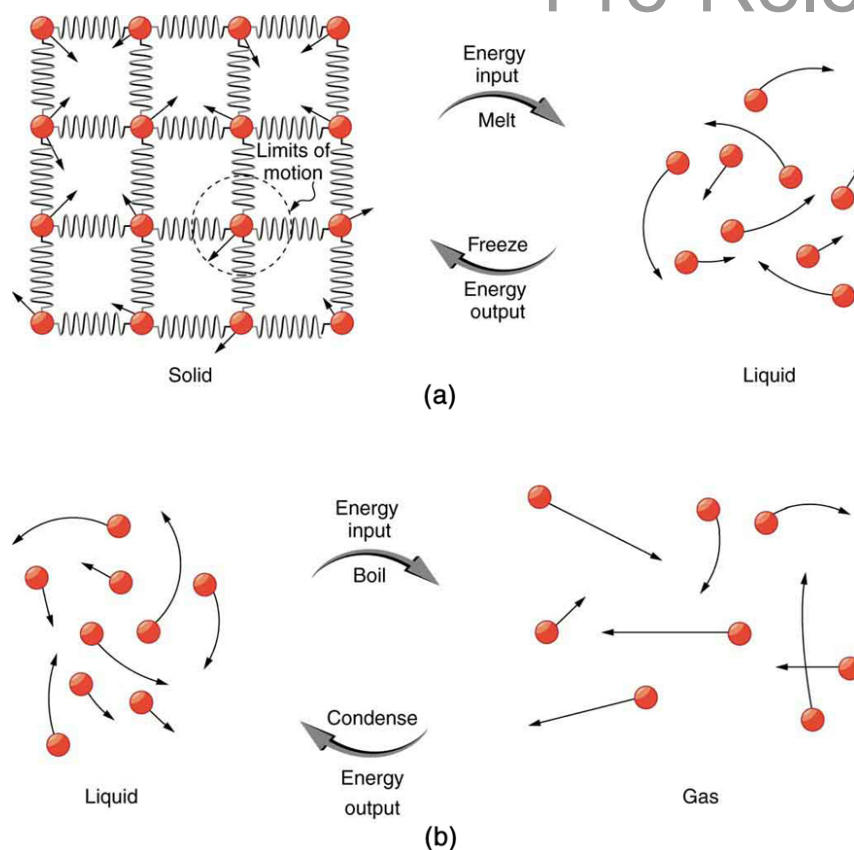 Energy
input
Melt
Limits of
motion
Freeze
Energy
output
Solid
Liquid
(a)
Energy
input
Boil
Condense
Energy
output
Liquid
Gas
(b)